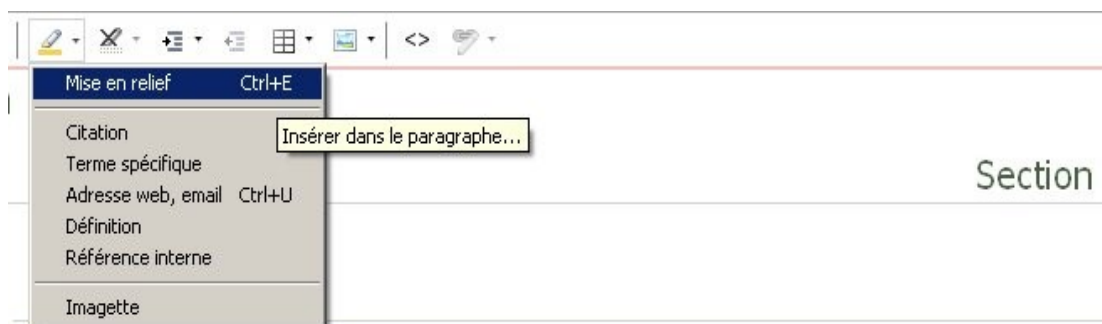 Mise en relief Ctrl+E
Citation
Insérer dans le paragraphe...
Terme spécifique
Section
Adresse web, email Ctrl+U
Définition
Référence interne
Imagette